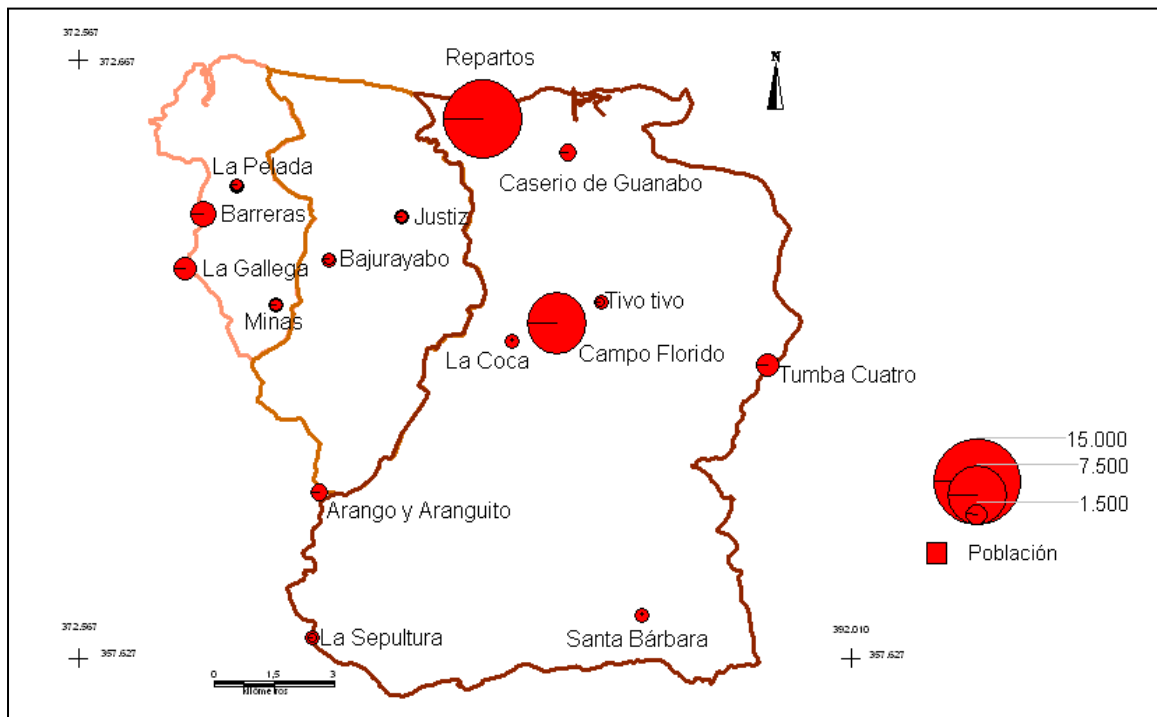 372.567
372.667
Repartos
N
La Pelada
Caserio de Guanabo
Barreras
Justiz
La Gallega
Bajurayabo
Minas
Tivo tivo
La Coca
Campo Florido
Tumba Cuatro
15.000
7.500
1.500
Arango y Aranguito
Población
372.567
357.627
La Sepultura
Santa Bárbara
392.010
357.627
0 1,5 3
kilómetros